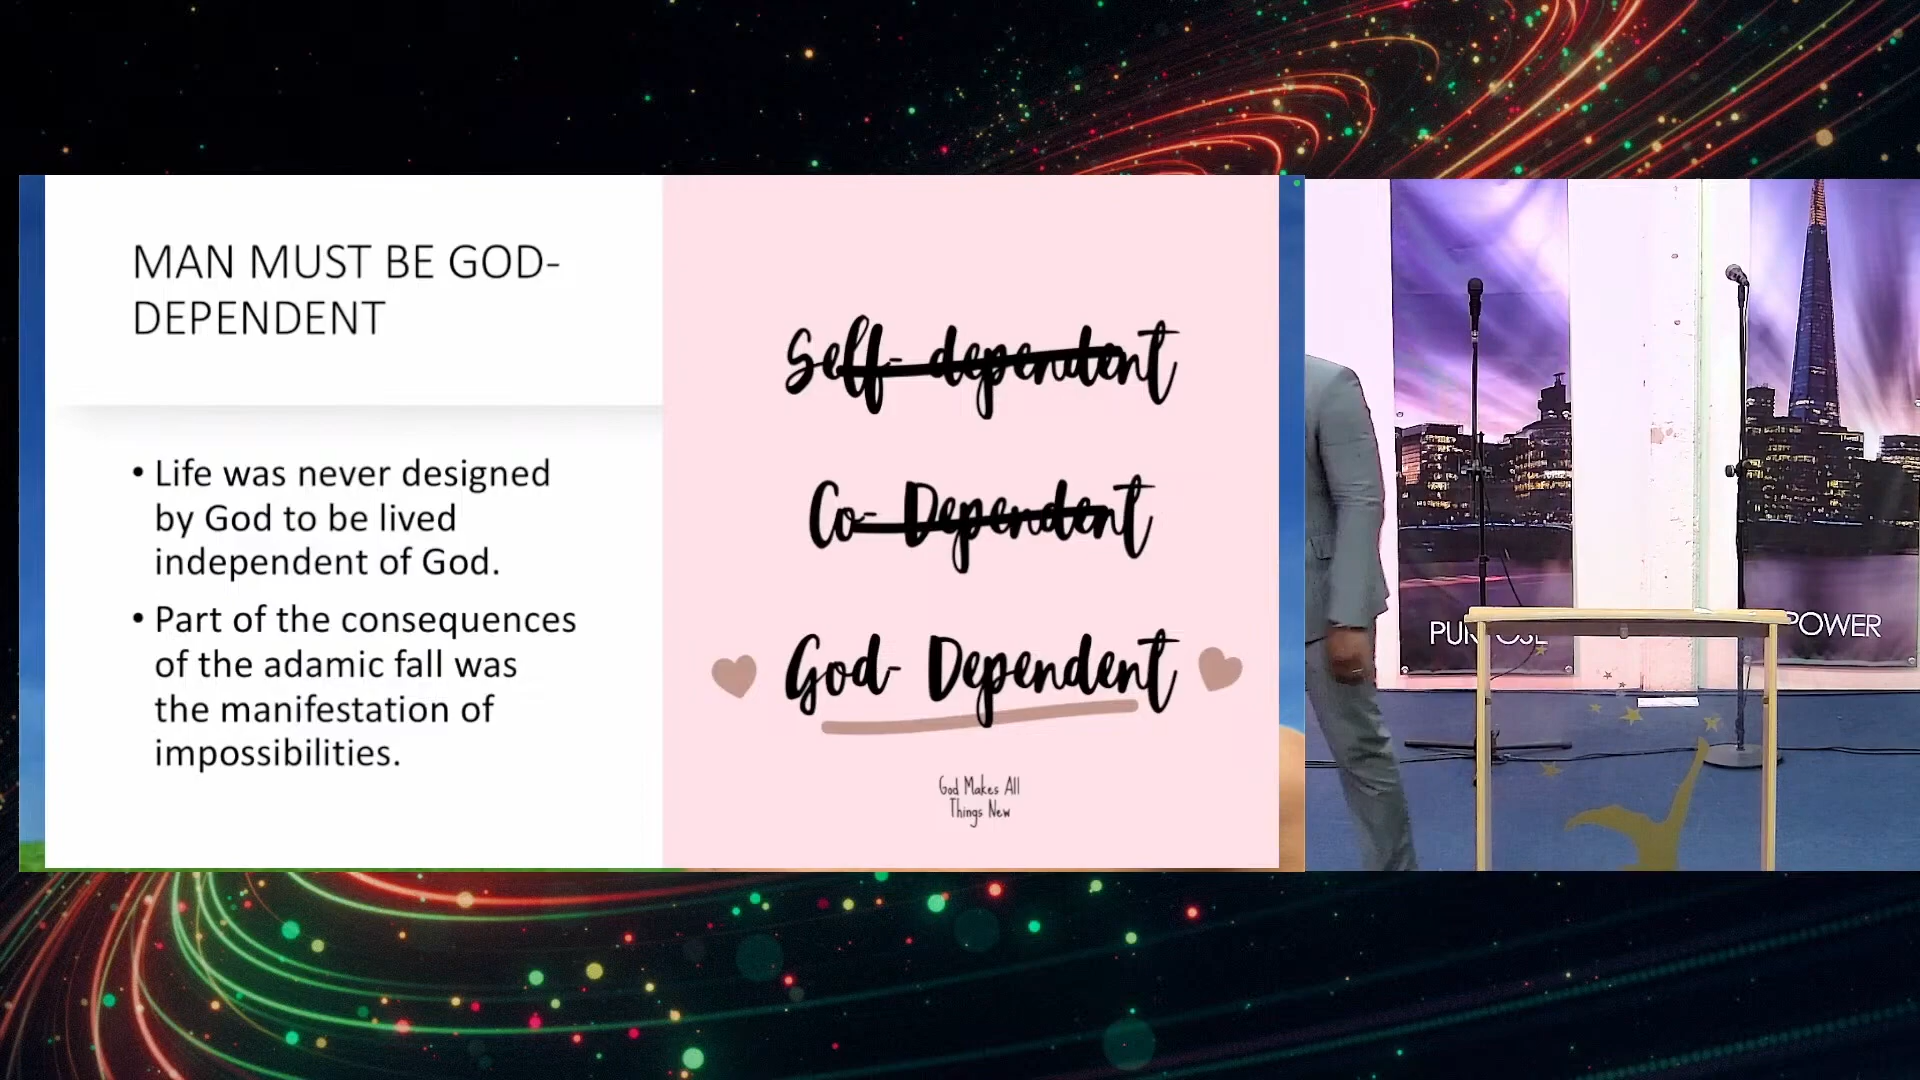 MAN MUST BE GOD-
DEPENDENT
• Life was never designed
by God to be lived
independent of God.
• Part of the consequences
of the adamic fall was
the manifestation of
impossibilities.
Self- dependent
Co- Dependent
God- Dependent
God Makes All
Things New
PURPOSE
POWER